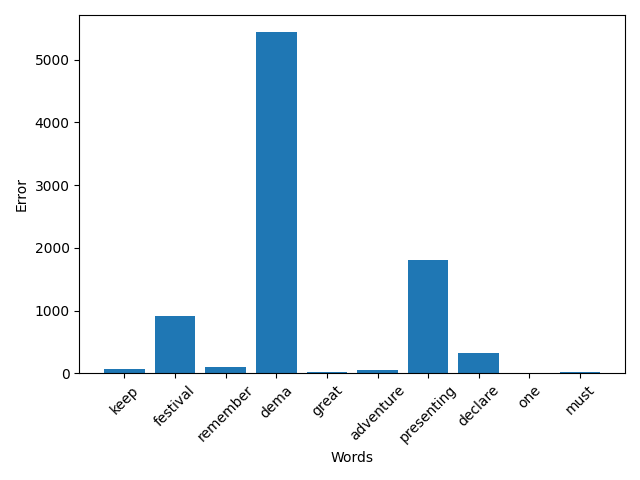 5000
4000
3000
2000
1000
0
Error
keep festival remember dema great adventure presenting declare one must
Words